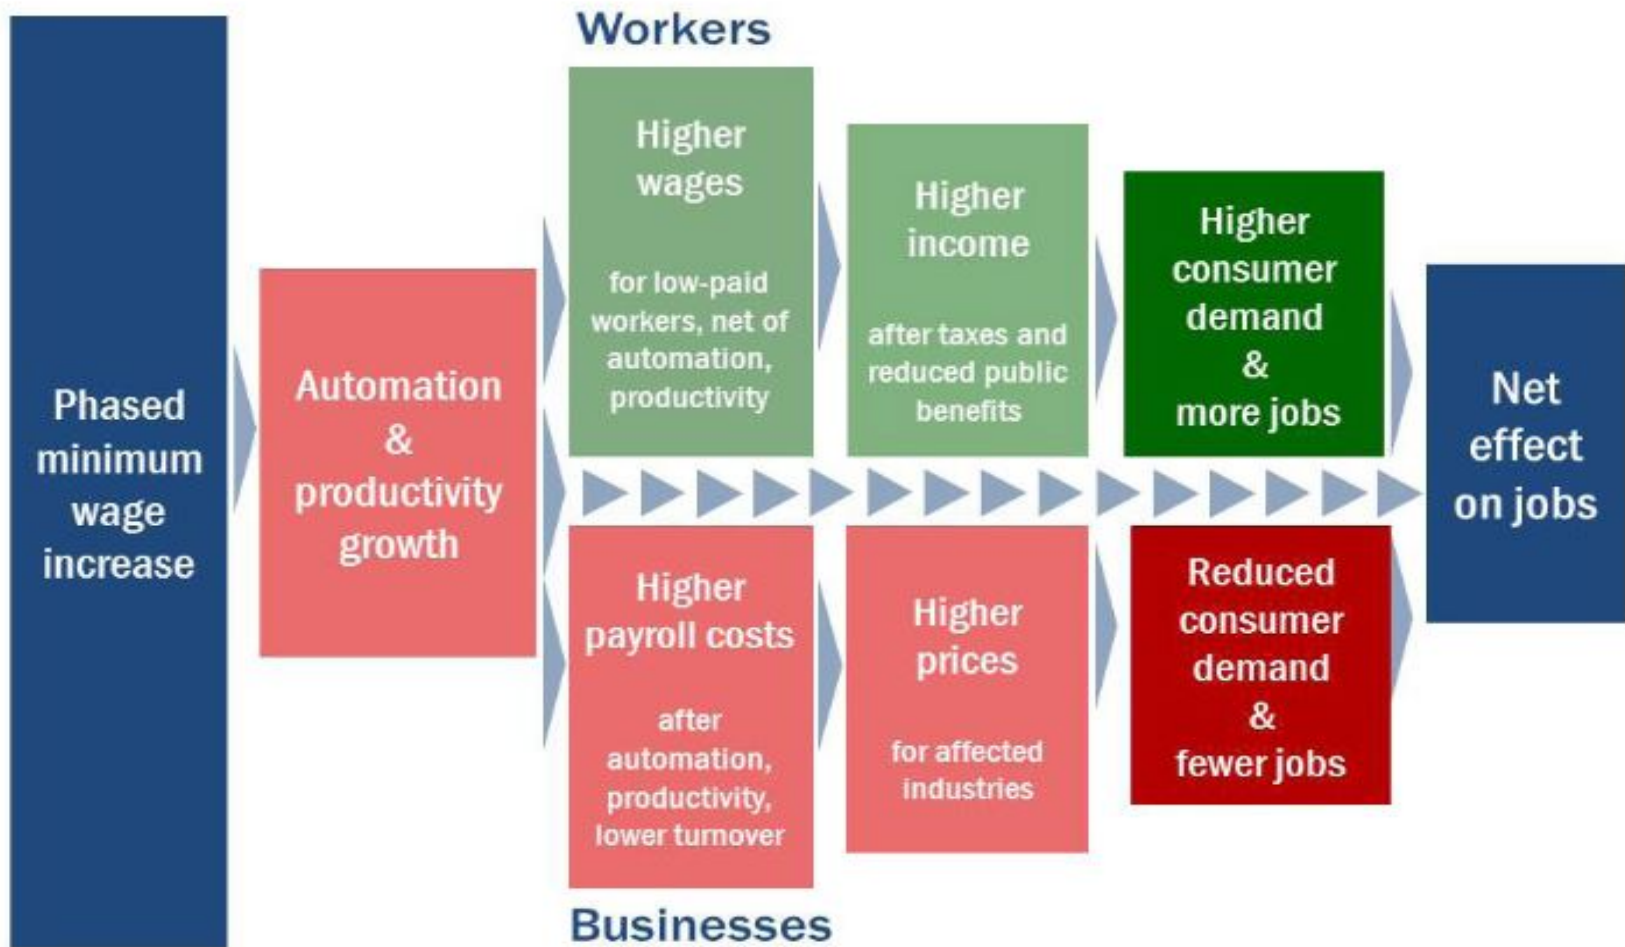 Workers
Phased
minimum
wage
increase
Automation
&
productivity
growth
Higher
wages
for low-paid
workers, net of
automation,
productivity
Higher
income
after taxes and
reduced public
benefits
Higher
consumer
demand
&
more jobs
Higher
payroll costs
after
automation,
productivity,
lower turnover
Higher
prices
for affected
industries
Reduced
consumer
demand
&
fewer jobs
Net
effect
on jobs
Businesses